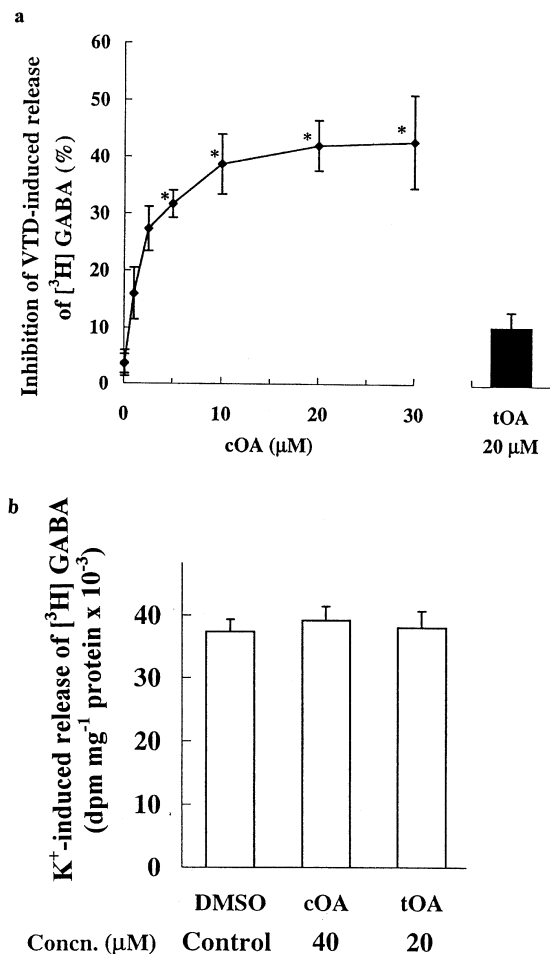 a
Inhibition of VTD-induced release
of [³H] GABA (%)
60
50
40
30
20
10
0
*
*
*
*
0
10
20
30
cOA (μM)
tOA
20 μM
b
K⁺-induced release of [³H] GABA
(dpm mg⁻¹ protein x 10⁻³)
40
30
20
10
0
DMSO cOA tOA
Concn. (μM) Control 40 20